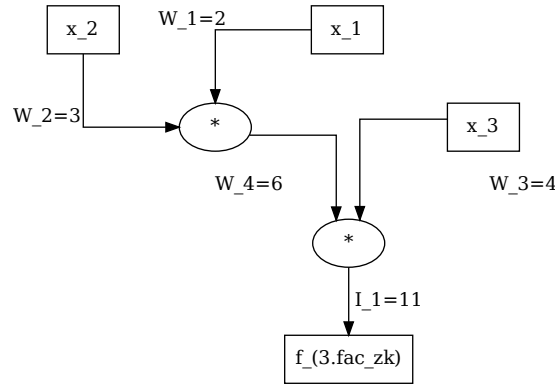 W_1=2
x_2
x_1
W_2=3
*
x_3
W_4=6
W_3=4
*
I_1=11
f_(3.fac_zk)